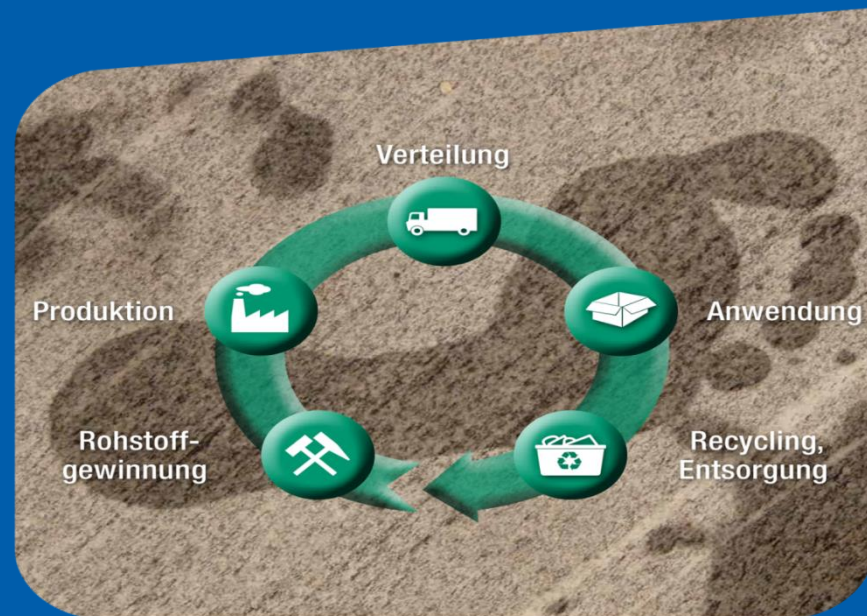 Verteilung
Produktion
Anwendung
Rohstoff-
gewinnung
Recycling,
Entsorgung